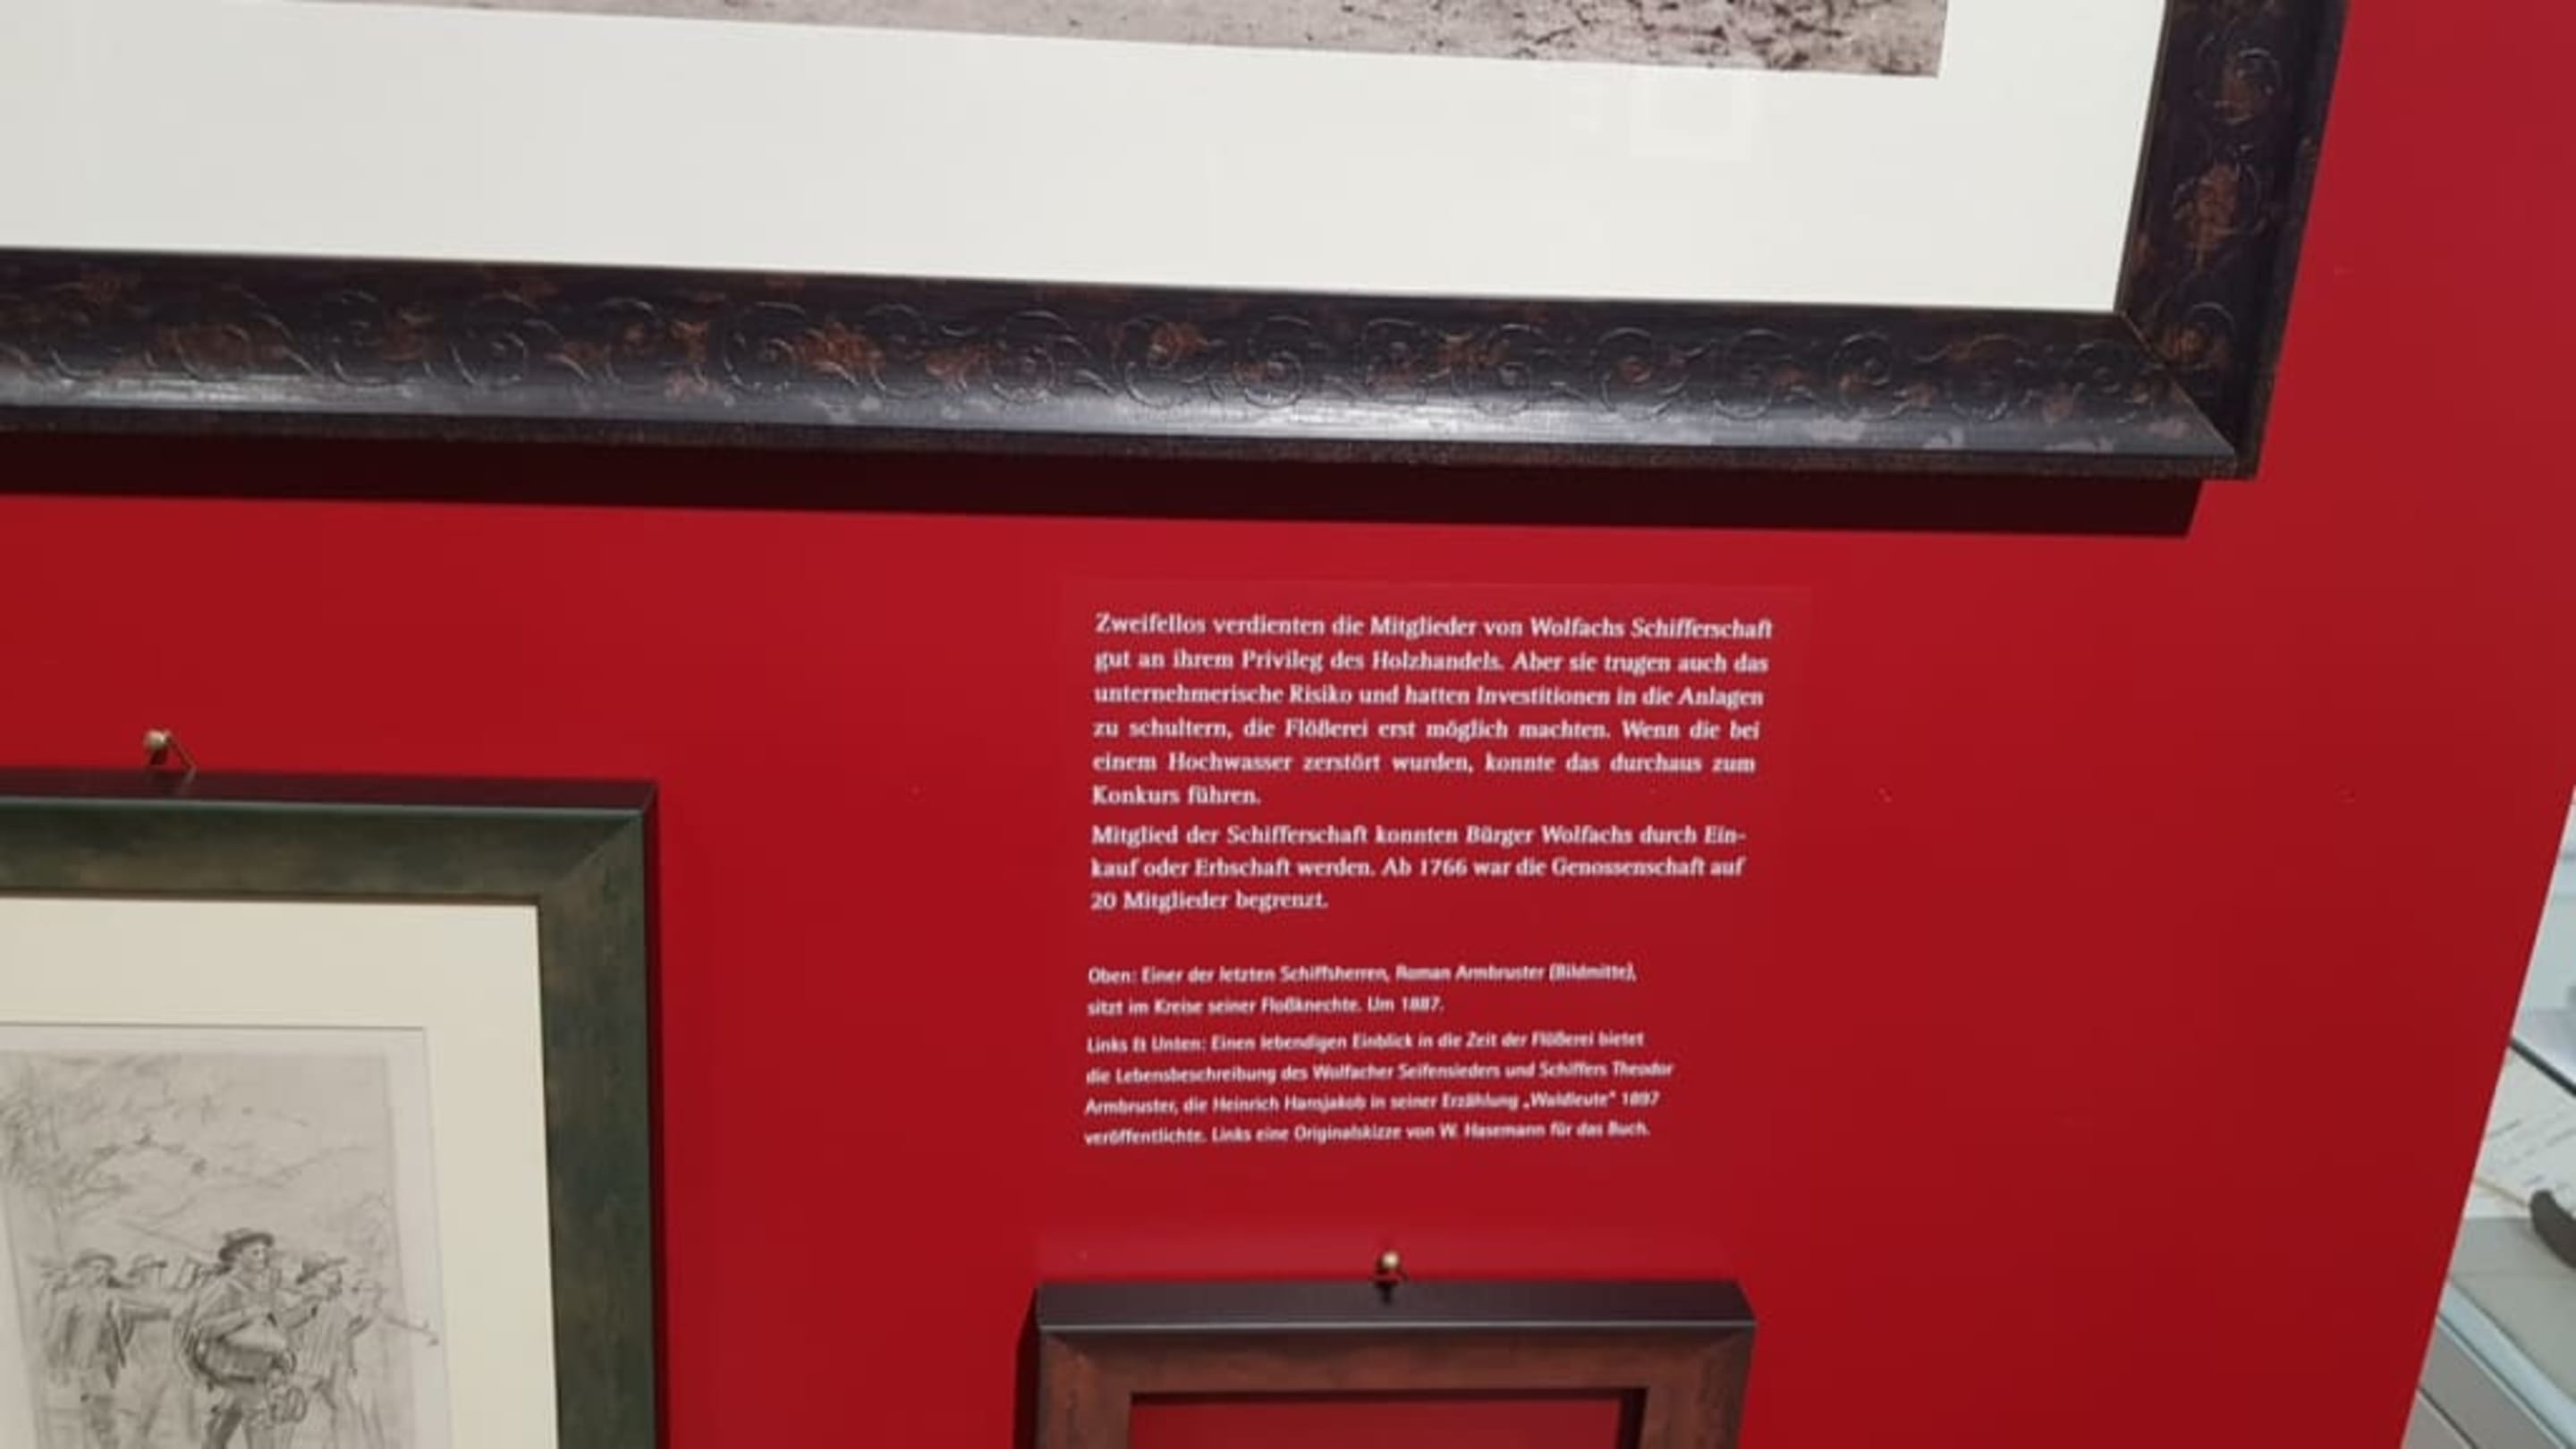 Zweifellos verdienten die Mitglieder von Wolfachs Schifferschaft
gut an ihrem Privileg des Holzhandels. Aber sie trugen auch das
unternehmerische Risiko und hatten Investitionen in die Anlagen
zu schultern, die Flößerei erst möglich machten. Wenn die bei
einem Hochwasser zerstört wurden, konnte das durchaus zum
Konkurs führen.
Mitglied der Schifferschaft konnten Bürger Wolfachs durch Ein-
kauf oder Erbschaft werden. Ab 1766 war die Genossenschaft auf
20 Mitglieder begrenzt.
Oben: Einer der letzten Schiffsherren, Roman Armbruster (Bildmitte),
sitzt im Kreise seiner Floßknechte. Um 1887.
Links & Unten: Einen lebendigen Einblick in die Zeit der Flößerei bietet
die Lebensbeschreibung des Wolfacher Seifensieders und Schiffers Theodor
Armbruster, die Heinrich Hansjakob in seiner Erzählung „Waldleute" 1897
veröffentlichte. Links eine Originalskizze von W. Hasemann für das Buch.